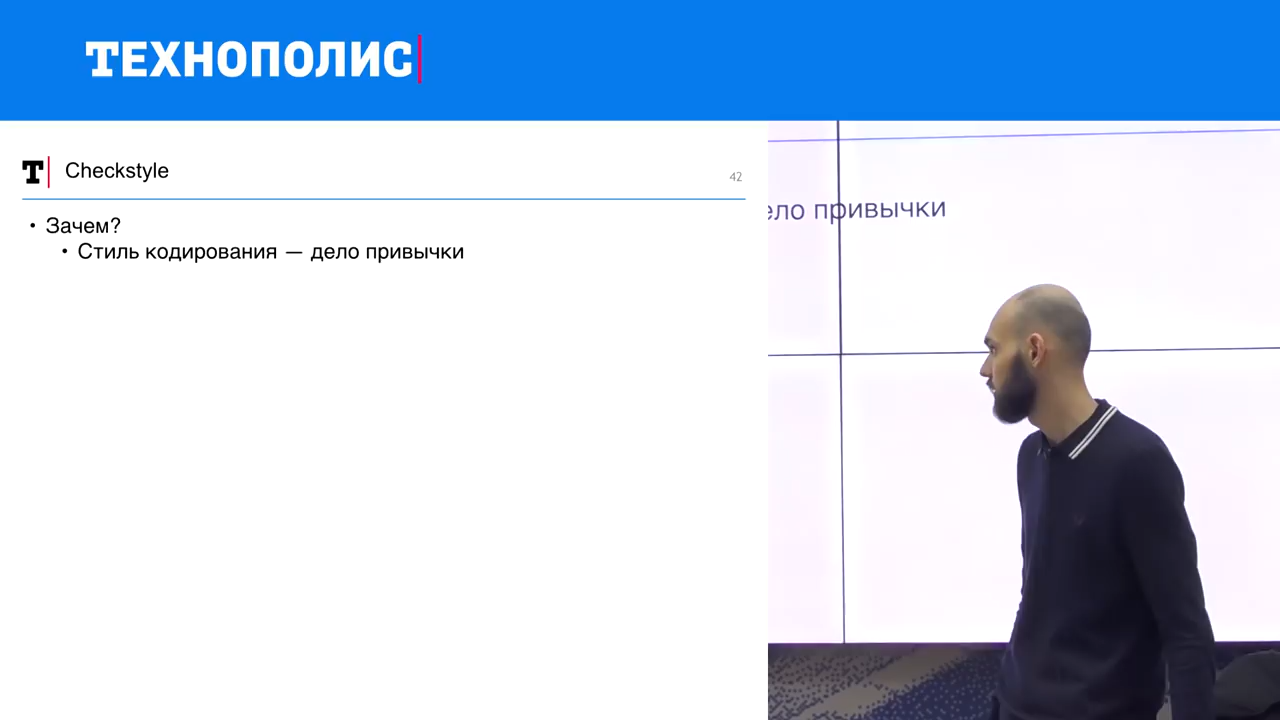 ТЕХНОПОЛИС
T Checkstyle
42
• Зачем?
• Стиль кодирования — дело привычки
ело привычки